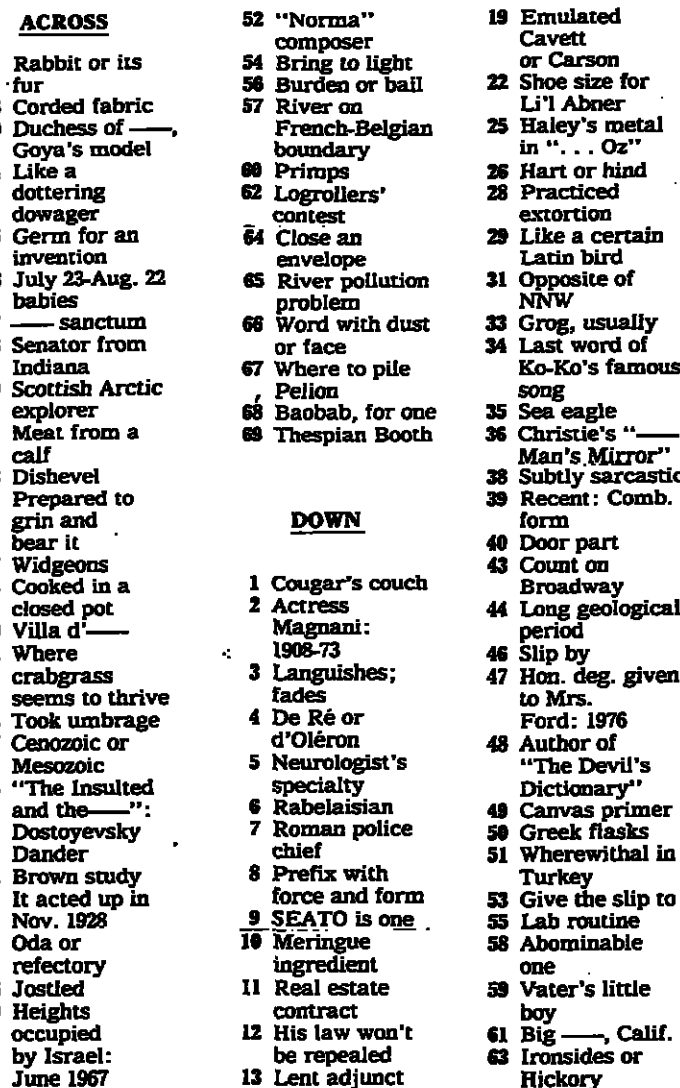 ACROSS
Rabbit or its
fur
Corded fabric
Duchess of ——,
Goya's model
Like a
dottering
dowager
Germ for an
invention
July 23-Aug. 22
babies
—— sanctum
Senator from
Indiana
Scottish Arctic
explorer
Meat from a
calf
Dishevel
Prepared to
grin and
bear it
Widgeons
Cooked in a
closed pot
Villa d'——
Where
crabgrass
seems to thrive
Took umbrage
Cenozoic or
Mesozoic
"The Insulted
and the——":
Dostoyevsky
Dander
Brown study
It acted up in
Nov. 1928
Oda or
refectory
Jostled
Heights
occupied
by Israel:
June 1967
52 "Norma"
composer
54 Bring to light
56 Burden or bail
57 River on
French-Belgian
boundary
60 Primps
62 Logrollers'
contest
64 Close an
envelope
65 River pollution
problem
66 Word with dust
or face
67 Where to pile
Pelion
68 Baobab, for one
69 Thespian Booth
DOWN
1 Cougar's couch
2 Actress
Magnani:
1908-73
3 Languishes;
fades
4 De Ré or
d'Oléron
5 Neurologist's
specialty
6 Rabelaisian
7 Roman police
chief
8 Prefix with
force and form
9 SEATO is one
10 Meringue
ingredient
11 Real estate
contract
12 His law won't
be repealed
13 Lent adjunct
19 Emulated
Cavett
or Carson
22 Shoe size for
Li'l Abner
25 Haley's metal
in ". . . Oz"
26 Hart or hind
28 Practiced
extortion
29 Like a certain
Latin bird
31 Opposite of
NNW
33 Grog, usually
34 Last word of
Ko-Ko's famous
song
35 Sea eagle
36 Christie's "——
Man's Mirror"
38 Subtly sarcastic
39 Recent: Comb.
form
40 Door part
43 Count on
Broadway
44 Long geological
period
46 Slip by
47 Hon. deg. given
to Mrs.
Ford: 1976
48 Author of
"The Devil's
Dictionary"
49 Canvas primer
50 Greek flasks
51 Wherewithal in
Turkey
53 Give the slip to
55 Lab routine
58 Abominable
one
59 Vater's little
boy
61 Big ——, Calif.
63 Ironsides or
Hickory